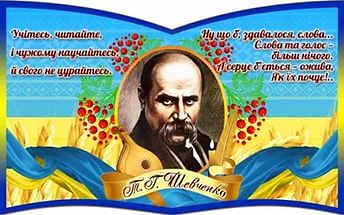 Учітесь, читайте,
і чужому научайтесь,
й свого не цурайтесь.
Ну що б, здавалося, слова...
Слова та голос –
більш нічого.
А серце б'ється – ожива,
Як їх почує!..
Т. Г. Шевченко